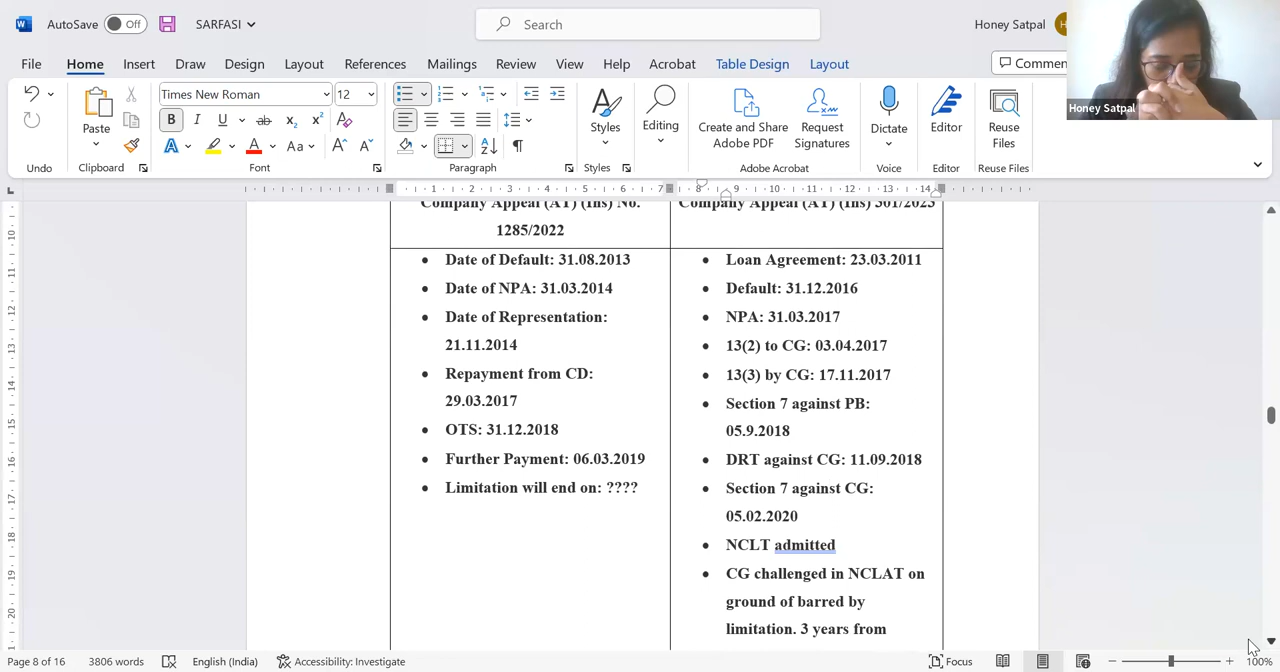 AutoSave Off SARFASI Search Honey Satpal H
File Home Insert Draw Design Layout References Mailings Review View Help Acrobat Table Design Layout Commen
Times New Roman 12
Paste Styles Editing Create and Share Adobe PDF Request Signatures Dictate Editor Reuse Files
Undo Clipboard Font Paragraph Styles Adobe Acrobat Voice Editor Reuse Files
Honey Satpal
Company Appeal (AT) (Ins) No.
1285/2022
• Date of Default: 31.08.2013
• Date of NPA: 31.03.2014
• Date of Representation:
21.11.2014
• Repayment from CD:
29.03.2017
• OTS: 31.12.2018
• Further Payment: 06.03.2019
• Limitation will end on: ????
Company Appeal (AT) (Ins) 301/2023
• Loan Agreement: 23.03.2011
• Default: 31.12.2016
• NPA: 31.03.2017
• 13(2) to CG: 03.04.2017
• 13(3) by CG: 17.11.2017
• Section 7 against PB:
05.9.2018
• DRT against CG: 11.09.2018
• Section 7 against CG:
05.02.2020
• NCLT admitted
• CG challenged in NCLAT on
ground of barred by
limitation. 3 years from
Page 8 of 16 3806 words English (India) Accessibility: Investigate Focus 100%